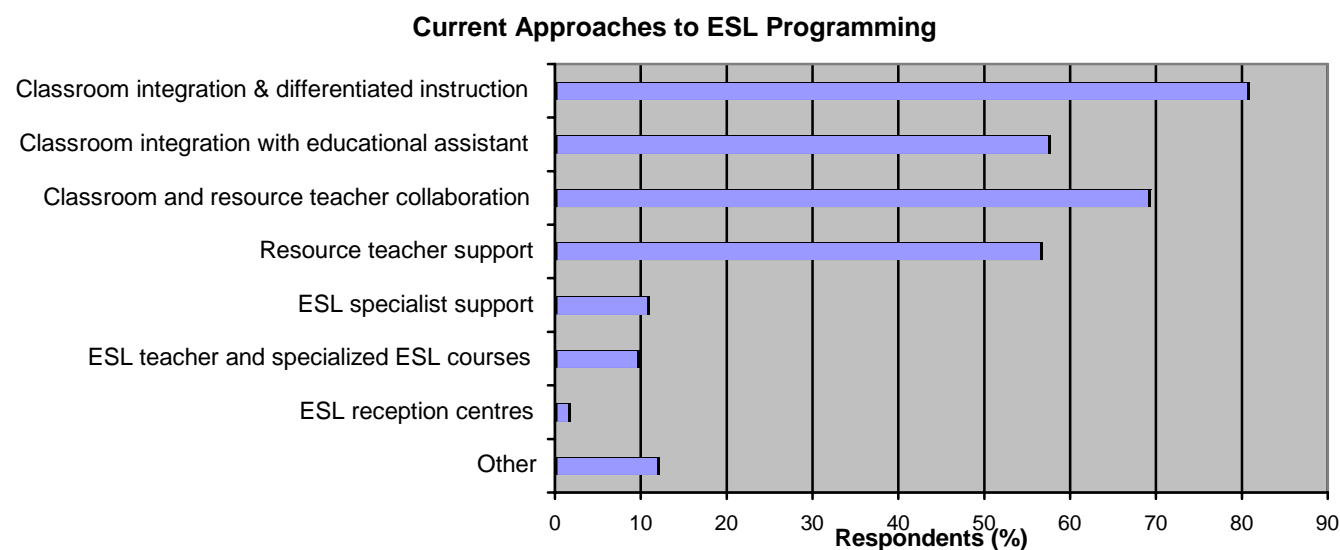 Current Approaches to ESL Programming
Classroom integration & differentiated instruction
Classroom integration with educational assistant
Classroom and resource teacher collaboration
Resource teacher support
ESL specialist support
ESL teacher and specialized ESL courses
ESL reception centres
Other
0 10 20 30 40 50 60 70 80 90
Respondents (%)